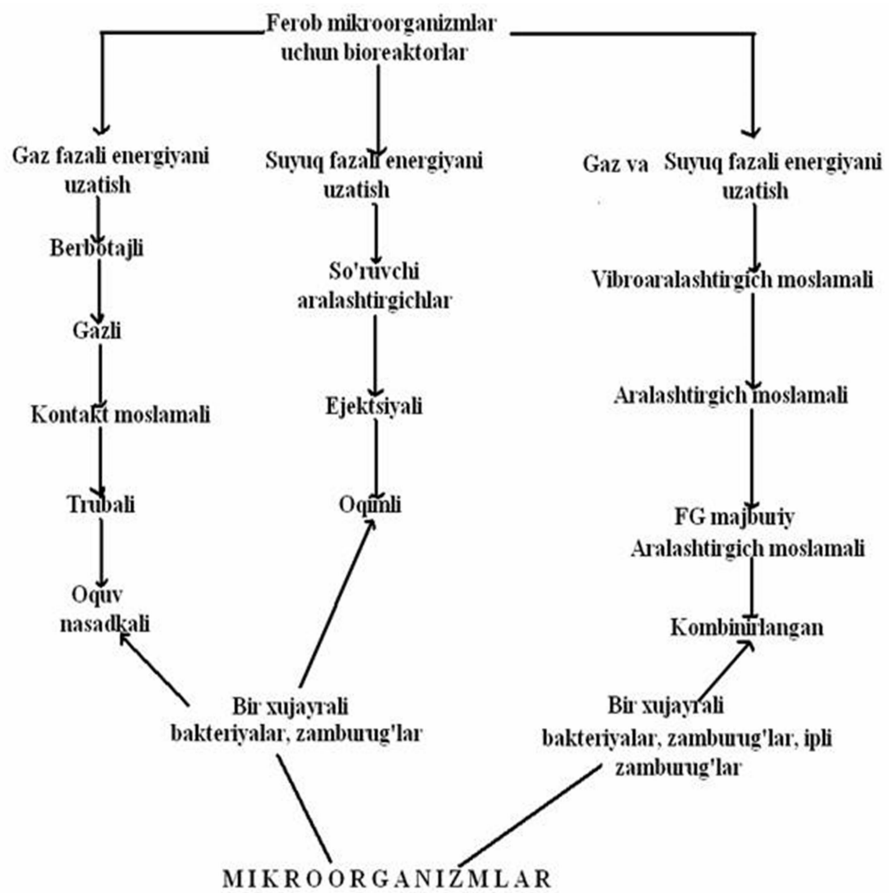 Ferob mikroorganizmlar
uchun bioreaktorlar
Gaz fazali energiyani
uzatish
Berbotajli
Gazli
Kontakt moslamali
Trubali
Oquv
nasadkali
Suyuq fazali energiyani
uzatish
So'ruvchi
aralashtirgichlar
Ejektsiyali
Oqimli
Gaz va Suyuq fazali energiyani
uzatish
Vibroaralashtirgich moslamali
Aralashtirgich moslamali
FG majburiy
Aralashtirgich moslamali
Kombinirlangan
Bir xujayrali
bakteriyalar, zamburug'lar
Bir xujayrali
bakteriyalar, zamburug'lar, ipli
zamburug'lar
MIKROORGANIZMLAR